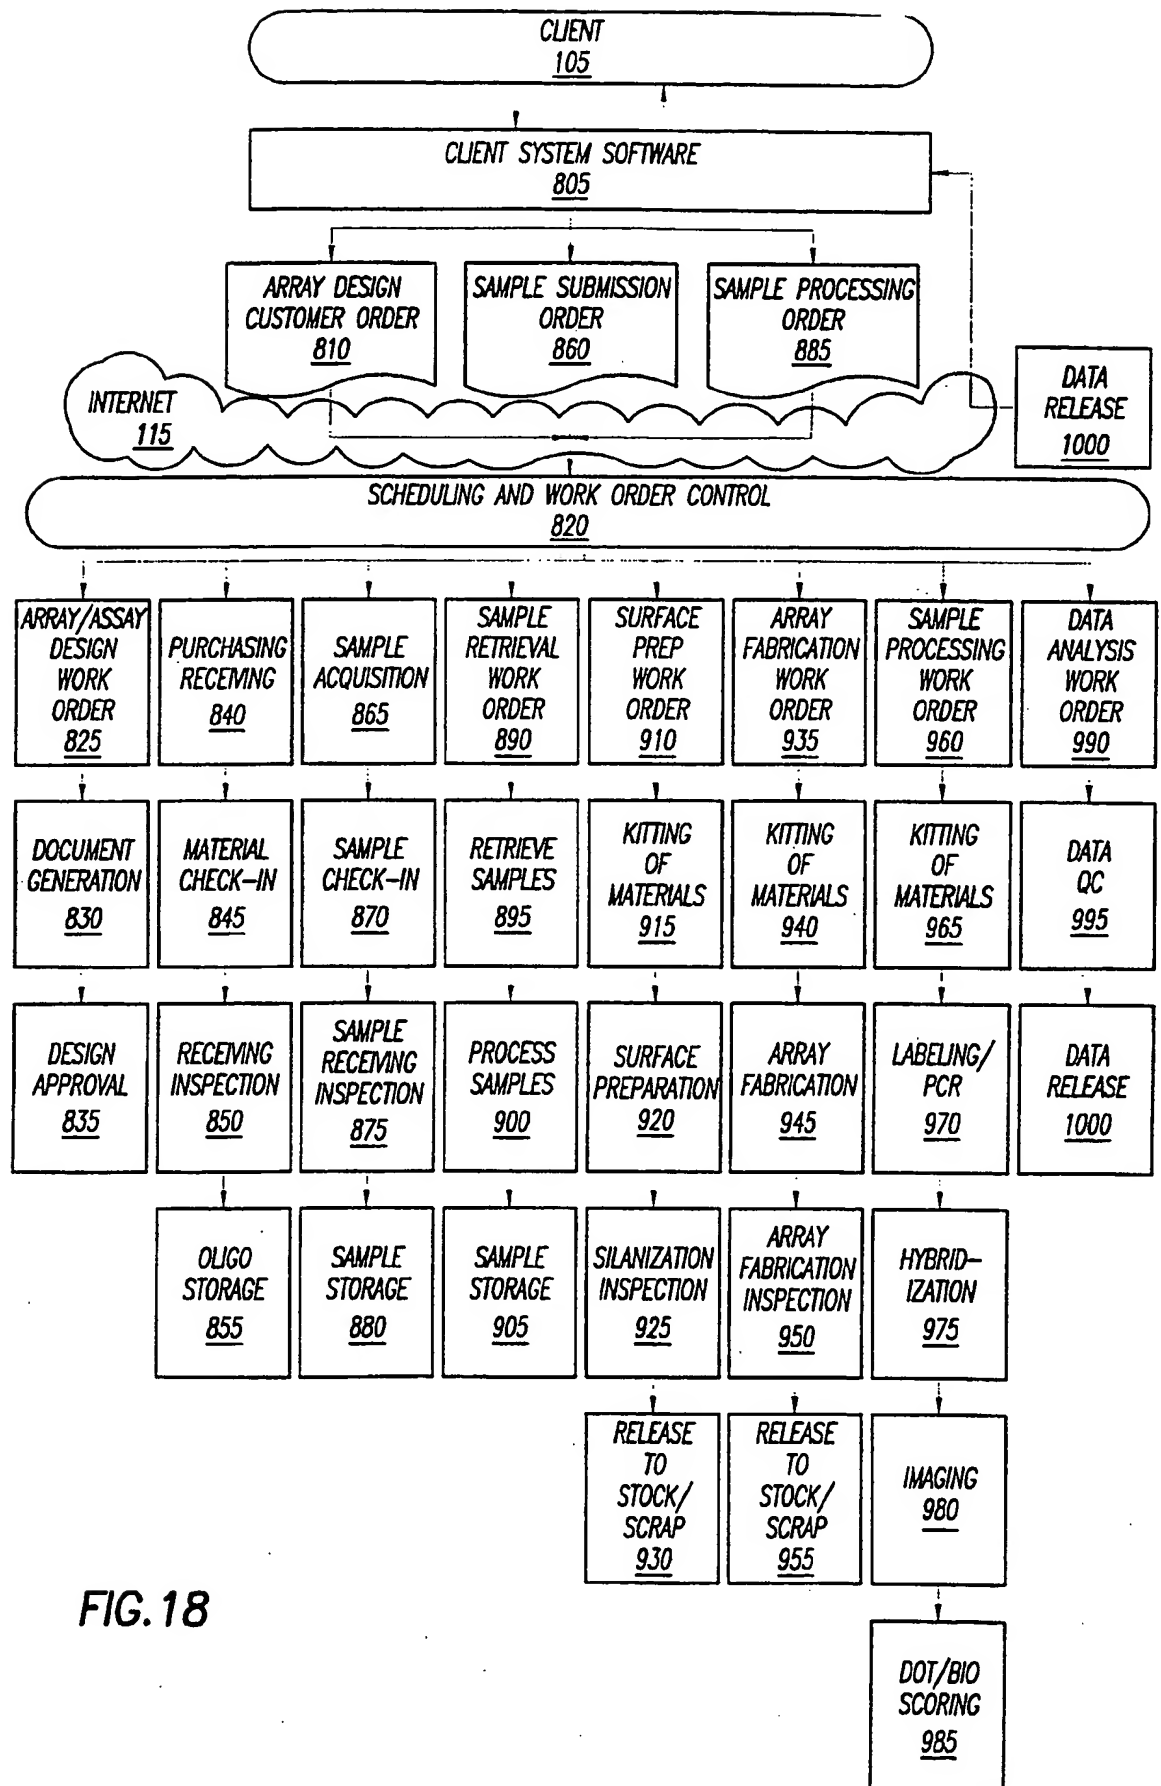 CLIENT
105
CLIENT SYSTEM SOFTWARE
805
ARRAY DESIGN
CUSTOMER ORDER
810
SAMPLE SUBMISSION
ORDER
860
SAMPLE PROCESSING
ORDER
885
INTERNET
115
DATA
RELEASE
1000
SCHEDULING AND WORK ORDER CONTROL
820
ARRAY/ASSAY
DESIGN
WORK
ORDER
825
PURCHASING
RECEIVING
840
SAMPLE
ACQUISITION
865
SAMPLE
RETRIEVAL
WORK
ORDER
890
SURFACE
PREP
WORK
ORDER
910
ARRAY
FABRICATION
WORK
ORDER
935
SAMPLE
PROCESSING
WORK
ORDER
960
DATA
ANALYSIS
WORK
ORDER
990
DOCUMENT
GENERATION
830
MATERIAL
CHECK-IN
845
SAMPLE
CHECK-IN
870
RETRIEVE
SAMPLES
895
KITTING
OF
MATERIALS
915
KITTING
OF
MATERIALS
940
KITTING
OF
MATERIALS
965
DATA
QC
995
DESIGN
APPROVAL
835
RECEIVING
INSPECTION
850
SAMPLE
RECEIVING
INSPECTION
875
PROCESS
SAMPLES
900
SURFACE
PREPARATION
920
ARRAY
FABRICATION
945
LABELING/
PCR
970
DATA
RELEASE
1000
OLIGO
STORAGE
855
SAMPLE
STORAGE
880
SAMPLE
STORAGE
905
SILANIZATION
INSPECTION
925
ARRAY
FABRICATION
INSPECTION
950
HYBRID-
IZATION
975
RELEASE
TO
STOCK/
SCRAP
930
RELEASE
TO
STOCK/
SCRAP
955
IMAGING
980
DOT/BIO
SCORING
985
FIG.18